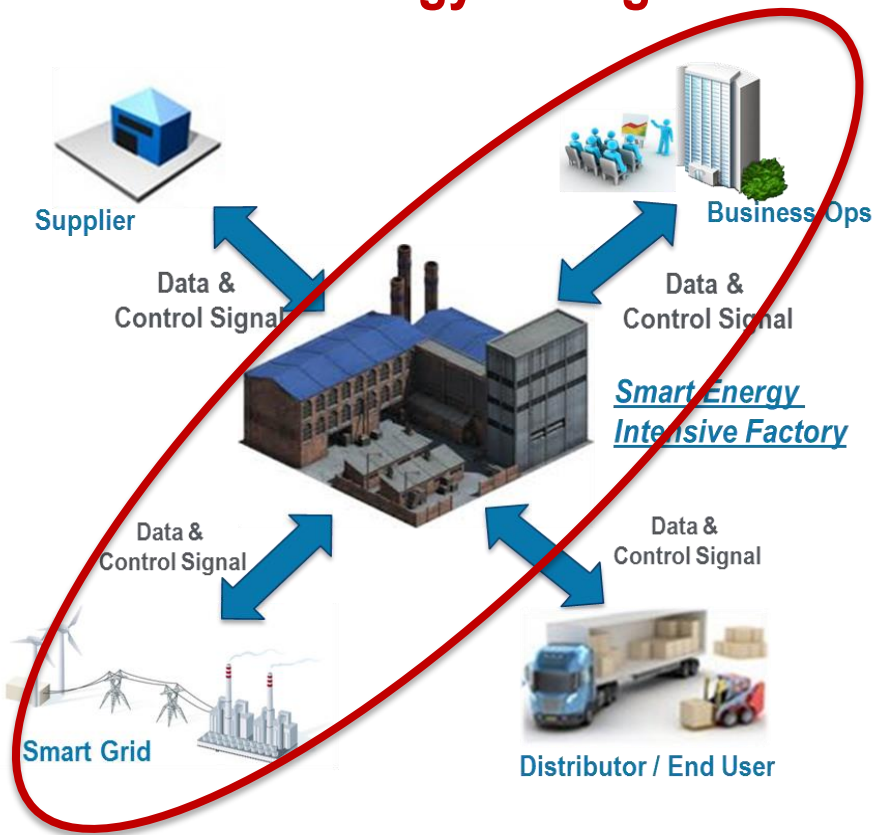 Supplier
Business Ops
Data &
Control Signal
Data &
Control Signal
Smart Energy
Intensive Factory
Data &
Control Signal
Data &
Control Signal
Smart Grid
Distributor / End User